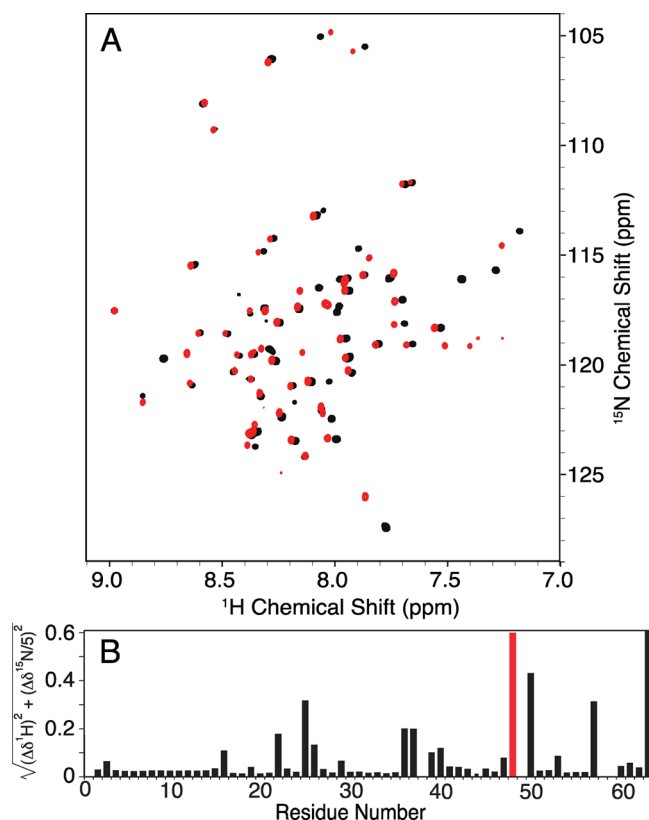 A
105
110
115
120
125
¹⁵N Chemical Shift (ppm)
9.0 8.5 8.0 7.5 7.0
¹H Chemical Shift (ppm)
B
√(Δδ¹H)² + (Δδ¹⁵N/5)²
0.6
0.4
0.2
0
0 10 20 30 40 50 60
Residue Number